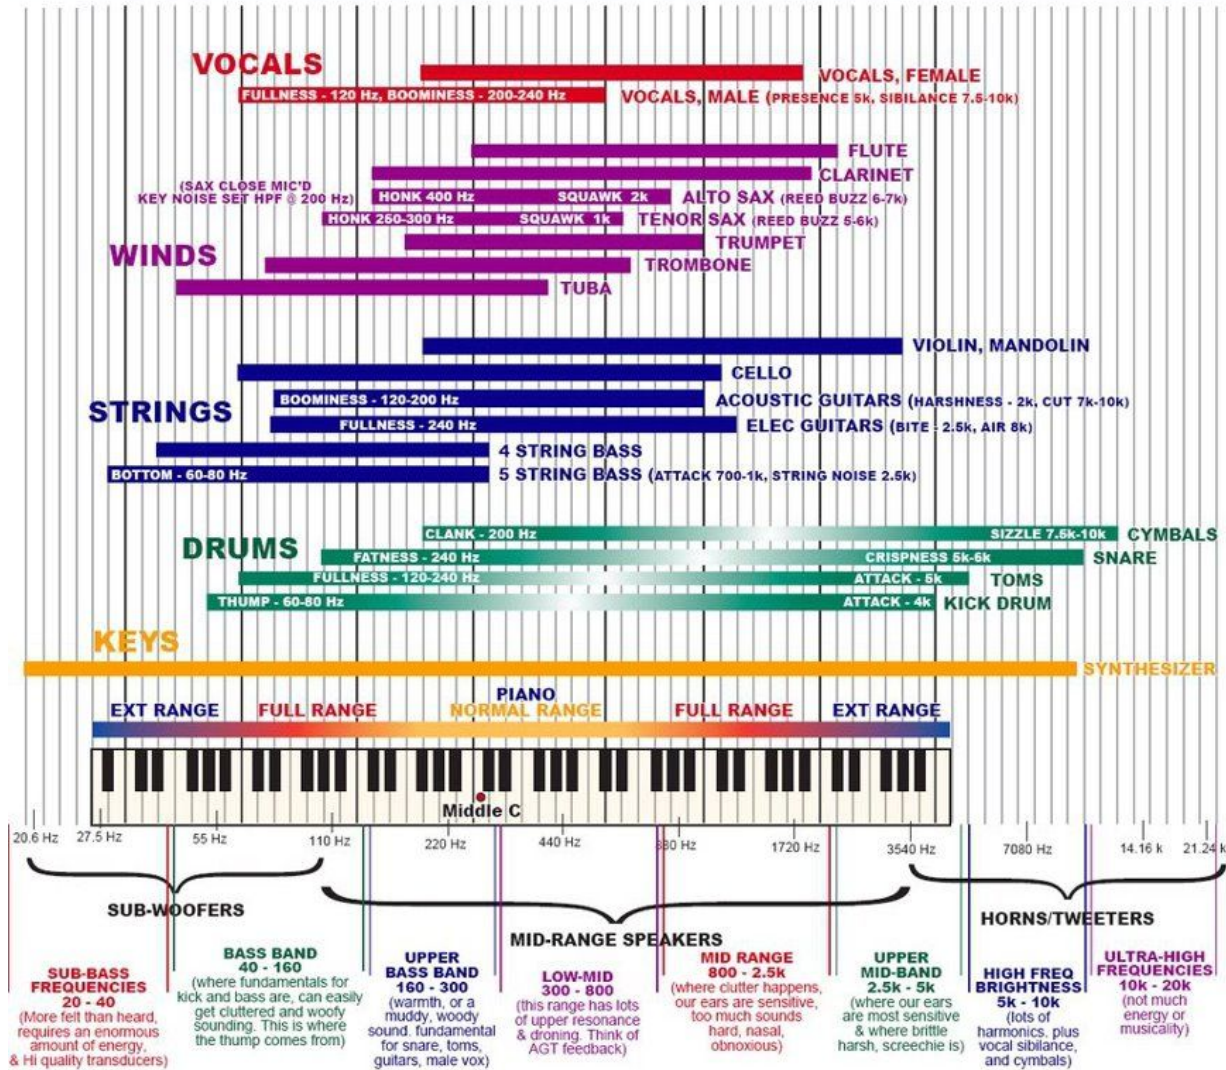 VOCALS
VOCALS, FEMALE
FULLNESS - 120 Hz, BOOMINESS - 200-240 Hz
VOCALS, MALE (PRESENCE 5k, SIBILANCE 7.5-10k)
FLUTE
CLARINET
(SAX CLOSE MIC'D
KEY NOISE SET HPF @ 200 Hz)
HONK 400 Hz
SQUAWK 2k
ALTO SAX (REED BUZZ 6-7k)
HONK 250-300 Hz
SQUAWK 1k
TENOR SAX (REED BUZZ 5-6k)
WINDS
TRUMPET
TROMBONE
TUBA
VIOLIN, MANDOLIN
CELLO
STRINGS
BOOMINESS - 120-200 Hz
ACOUSTIC GUITARS (HARSHNESS - 2k, CUT 7k-10k)
FULLNESS - 240 Hz
ELEC GUITARS (BITE - 2.5k, AIR 8k)
4 STRING BASS
BOTTOM - 60-80 Hz
5 STRING BASS (ATTACK 700-1k, STRING NOISE 2.5k)
DRUMS
CLANK - 200 Hz
SIZZLE 7.5k-10k
CYMBALS
FATNESS - 240 Hz
CRISPNESS 5k-6k
SNARE
FULLNESS - 120-240 Hz
ATTACK - 5k
TOMS
THUMP - 60-80 Hz
ATTACK - 4k
KICK DRUM
KEYS
SYNTHESIZER
PIANO
EXT RANGE
FULL RANGE
NORMAL RANGE
FULL RANGE
EXT RANGE
Middle C
20.6 Hz
27.5 Hz
55 Hz
110 Hz
220 Hz
440 Hz
880 Hz
1720 Hz
3540 Hz
7080 Hz
14.16 k
21.24 k
SUB-WOOFERS
MID-RANGE SPEAKERS
HORNS/TWEETERS
SUB-BASS
FREQUENCIES
20 - 40
(More felt than heard,
requires an enormous
amount of energy,
& Hi quality transducers)
BASS BAND
40 - 160
(where fundamentals for
kick and bass are, can easily
get cluttered and woofy
sounding. This is where
the thump comes from)
UPPER
BASS BAND
160 - 300
(warmth, or a
muddy, woody
sound. fundamental
for snare, toms,
guitars, male vox)
LOW-MID
300 - 800
(this range has lots
of upper resonance
& droning. Think of
AGT feedback)
MID RANGE
800 - 2.5k
(where clutter happens,
our ears are sensitive,
too much sounds
hard, nasal,
obnoxious)
UPPER
MID-BAND
2.5k - 5k
(where our ears
are most sensitive
& where brittle
harsh, screechie is)
HIGH FREQ
BRIGHTNESS
5k - 10k
(lots of
harmonics, plus
vocal sibilance,
and cymbals)
ULTRA-HIGH
FREQUENCIES
10k - 20k
(not much
energy or
musicality)